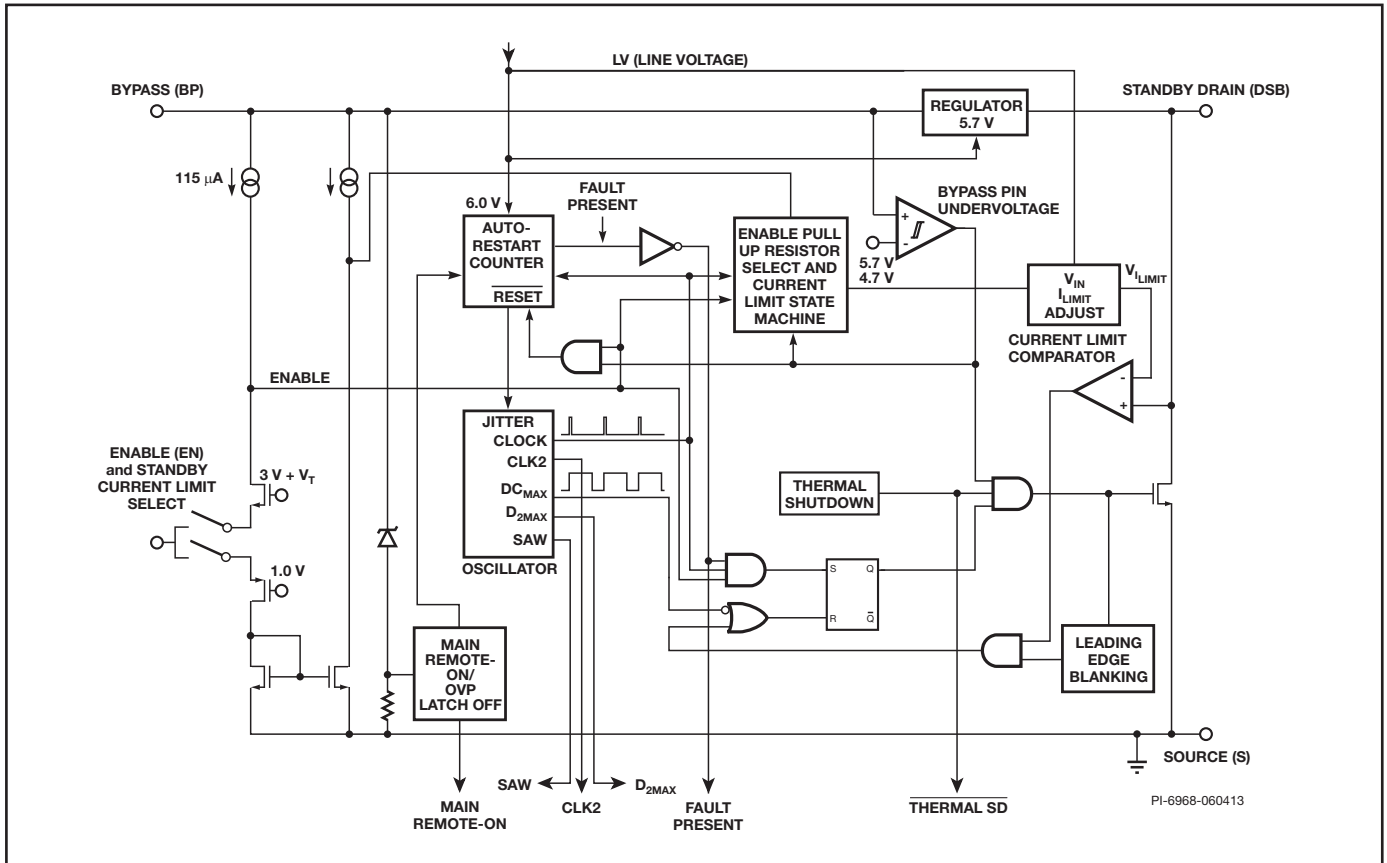 LV (LINE VOLTAGE)
BYPASS (BP)
STANDBY DRAIN (DSB)
REGULATOR
5.7 V
115 μA
FAULT
PRESENT
6.0 V
BYPASS PIN
UNDERVOLTAGE
AUTO-
RESTART
COUNTER
RESET
ENABLE PULL
UP RESISTOR
SELECT AND
CURRENT
LIMIT STATE
MACHINE
+
-
5.7 V
4.7 V
VIN
ILIMIT
ADJUST
VILIMIT
CURRENT LIMIT
COMPARATOR
-
+
ENABLE
JITTER
CLOCK
CLK2
DCMAX
D2MAX
SAW
OSCILLATOR
ENABLE (EN)
and STANDBY
CURRENT LIMIT
SELECT
3 V + VT
1.0 V
THERMAL
SHUTDOWN
S Q
R Q̅
MAIN
REMOTE-
ON/
OVP
LATCH OFF
LEADING
EDGE
BLANKING
SOURCE (S)
SAW
D2MAX
MAIN
REMOTE-ON
CLK2
FAULT
PRESENT
THERMAL SD
PI-6968-060413